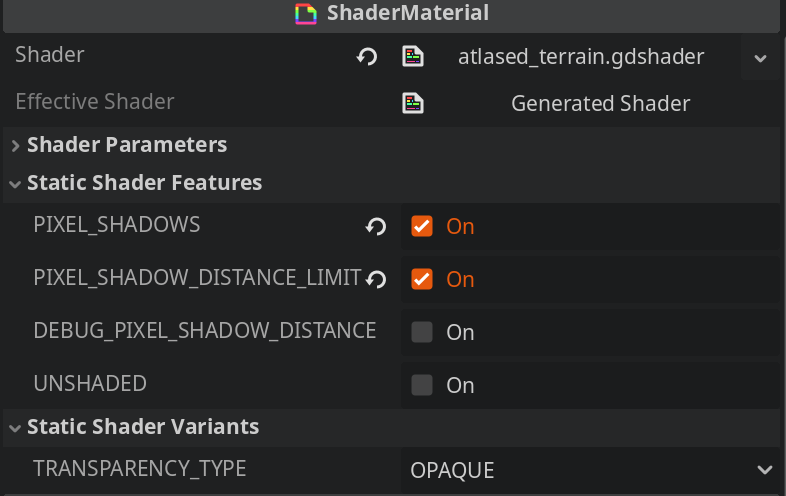 ShaderMaterial
Shader atlased_terrain.gdshader
Effective Shader Generated Shader
Shader Parameters
Static Shader Features
PIXEL_SHADOWS On
PIXEL_SHADOW_DISTANCE_LIMIT On
DEBUG_PIXEL_SHADOW_DISTANCE On
UNSHADED On
Static Shader Variants
TRANSPARENCY_TYPE OPAQUE